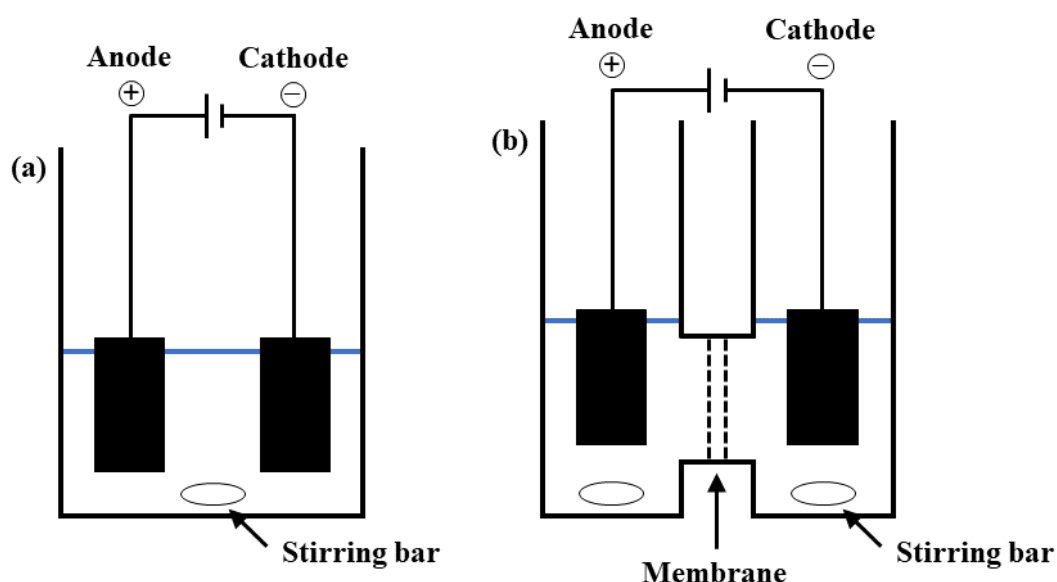 Anode
Cathode
(a)
Stirring bar
Anode
Cathode
(b)
Stirring bar
Membrane